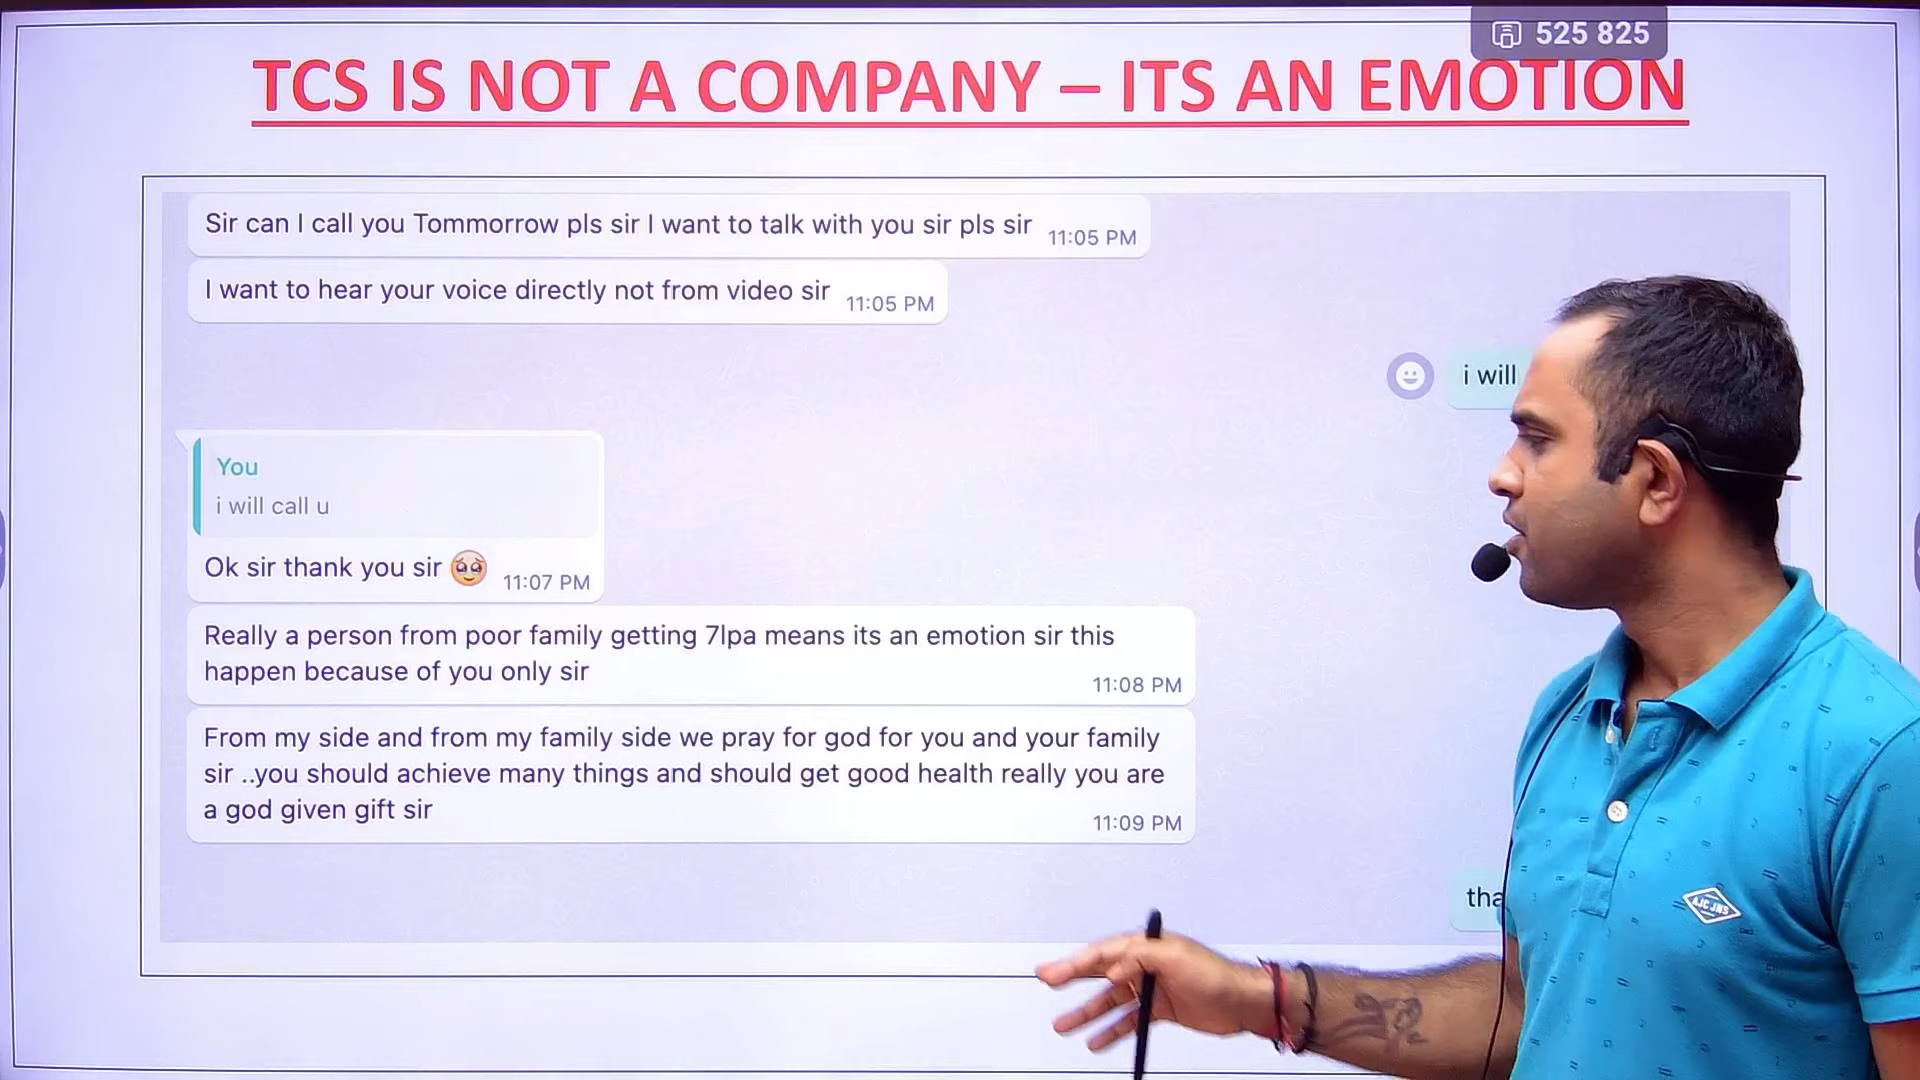 525 825
TCS IS NOT A COMPANY – ITS AN EMOTION
Sir can I call you Tommorrow pls sir I want to talk with you sir pls sir 11:05 PM
I want to hear your voice directly not from video sir 11:05 PM
i will
You
i will call u
Ok sir thank you sir 🥹 11:07 PM
Really a person from poor family getting 7lpa means its an emotion sir this
happen because of you only sir
11:08 PM
From my side and from my family side we pray for god for you and your family
sir ..you should achieve many things and should get good health really you are
a god given gift sir
11:09 PM
tha
AJC JNS